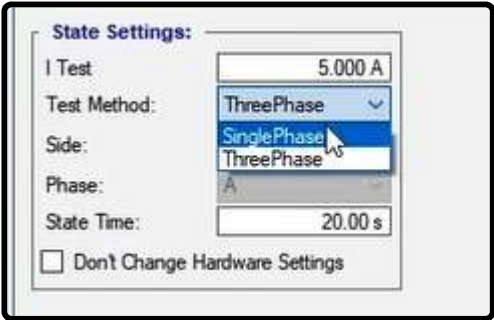 State Settings:
I Test 5.000 A
Test Method: ThreePhase
SinglePhase
Side:
ThreePhase
Phase: A
State Time: 20.00 s
Don't Change Hardware Settings